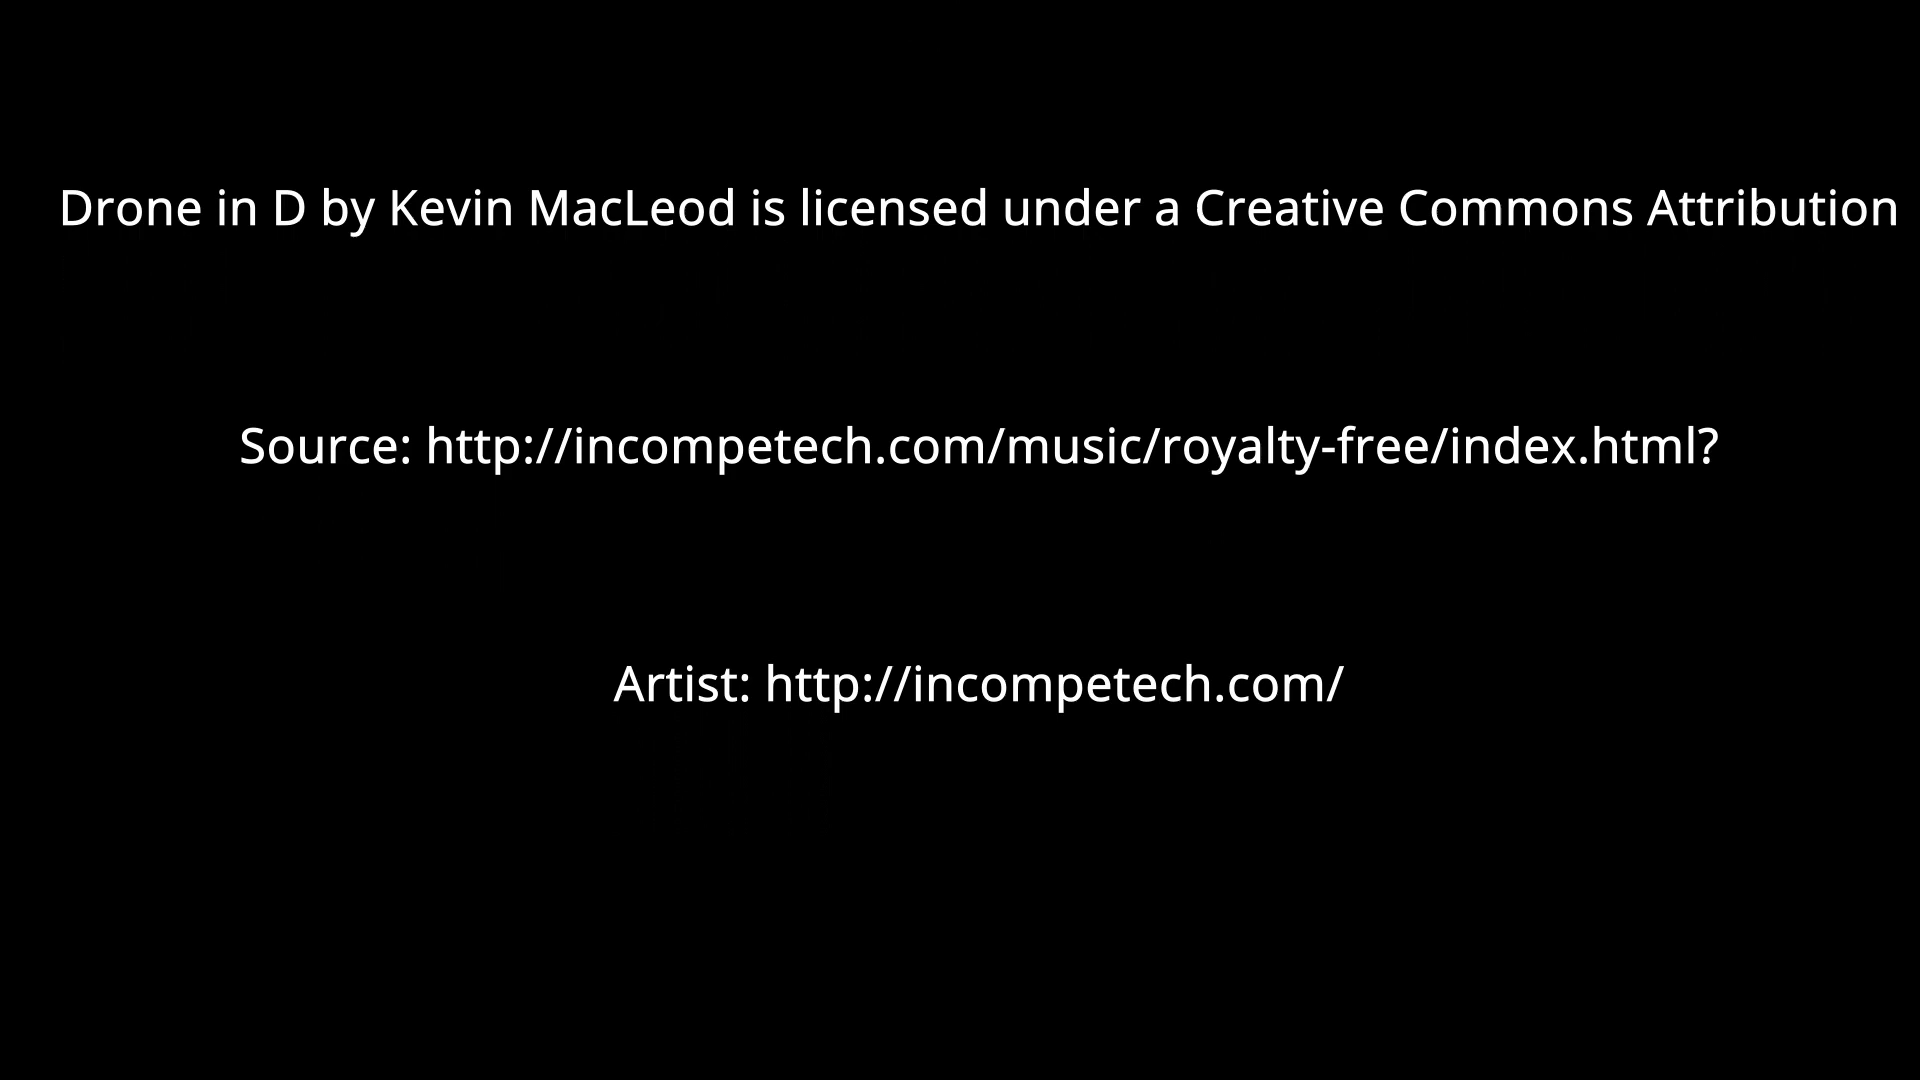 Drone in D by Kevin MacLeod is licensed under a Creative Commons Attribution
Source: http://incompetech.com/music/royalty-free/index.html?
Artist: http://incompetech.com/